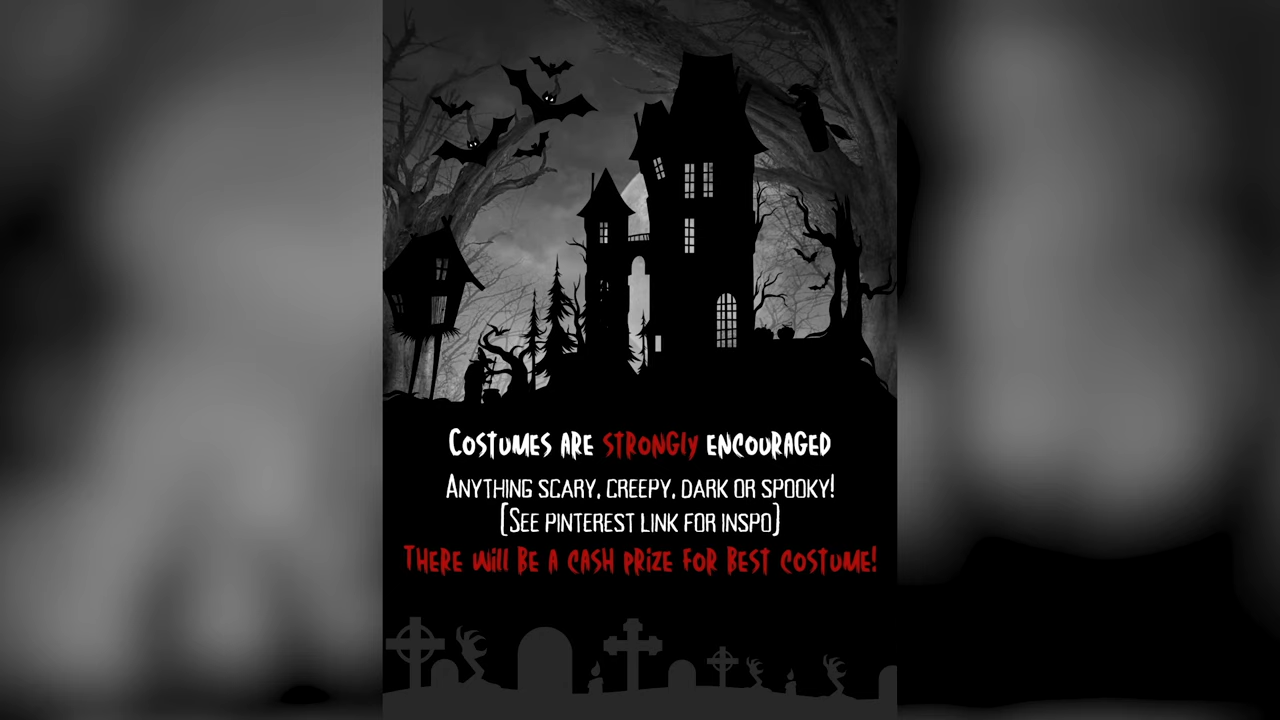 Costumes are strongly encouraged
Anything scary, creepy, dark or spooky!
(See pinterest link for inspo)
There will be a cash prize for best costume!